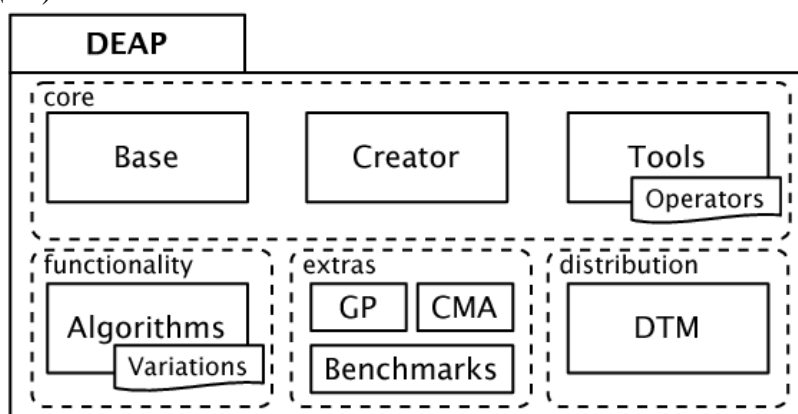 DEAP
core
Base
Creator
Tools
Operators
functionality
Algorithms
Variations
extras
GP
CMA
Benchmarks
distribution
DTM